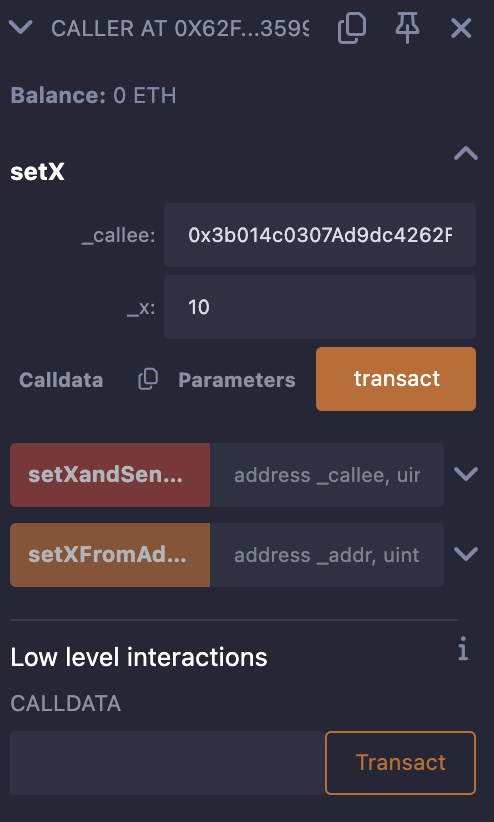 CALLER AT 0X62F...3599
Balance: 0 ETH
setX
_callee: 0x3b014c0307Ad9dc4262F
_x: 10
Calldata Parameters transact
setXandSen... address _callee, uir
setXFromAd... address _addr, uint
Low level interactions i
CALLDATA
Transact